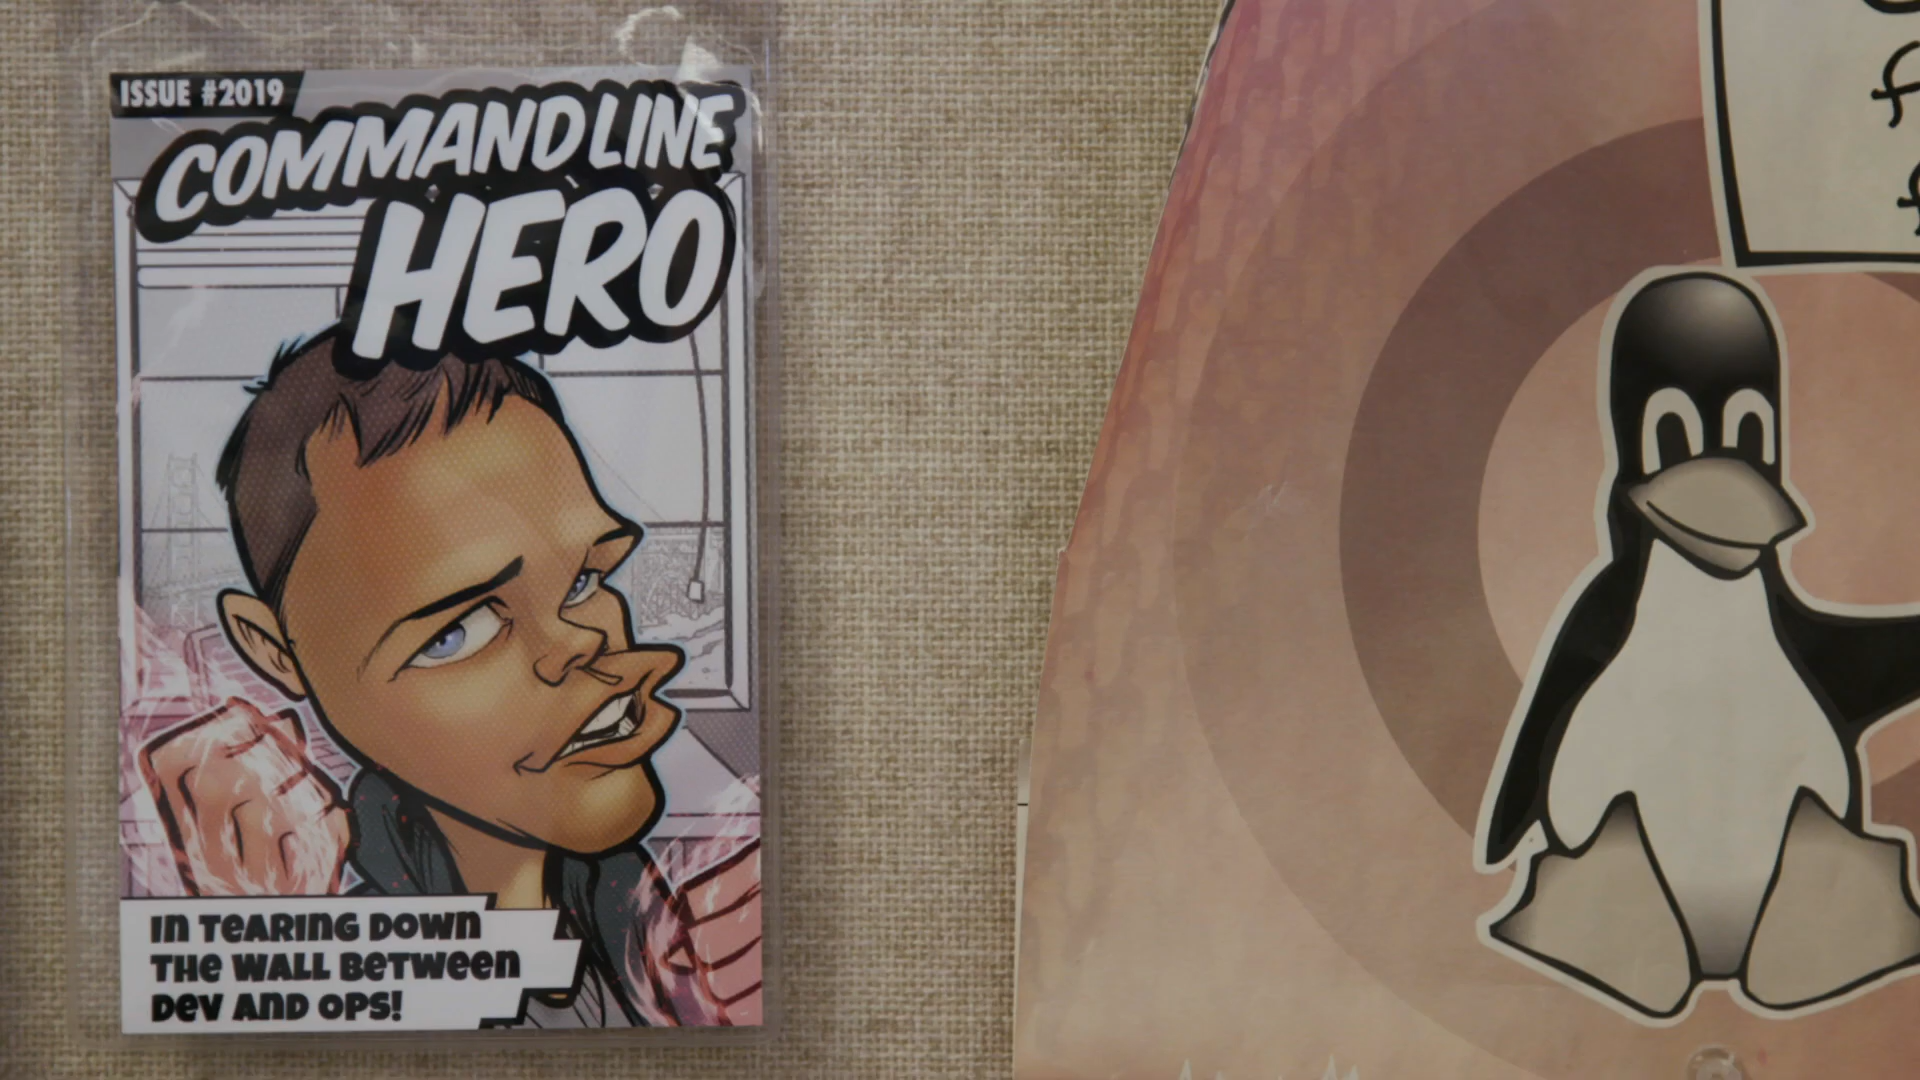 ISSUE #2019
COMMAND LINE
HERO
IN TEARING DOWN
THE WALL BETWEEN
DEV AND OPS!